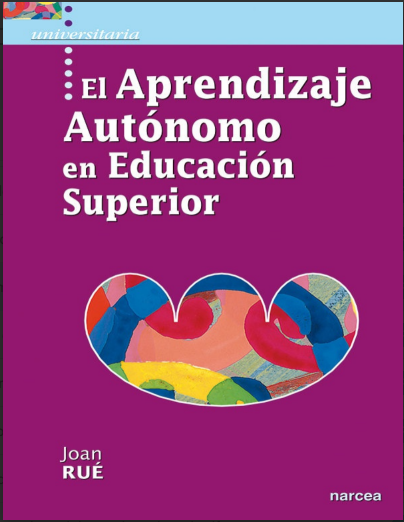 universitaria
El Aprendizaje
Autónomo
en Educación
Superior
Joan
RUÉ
narcea